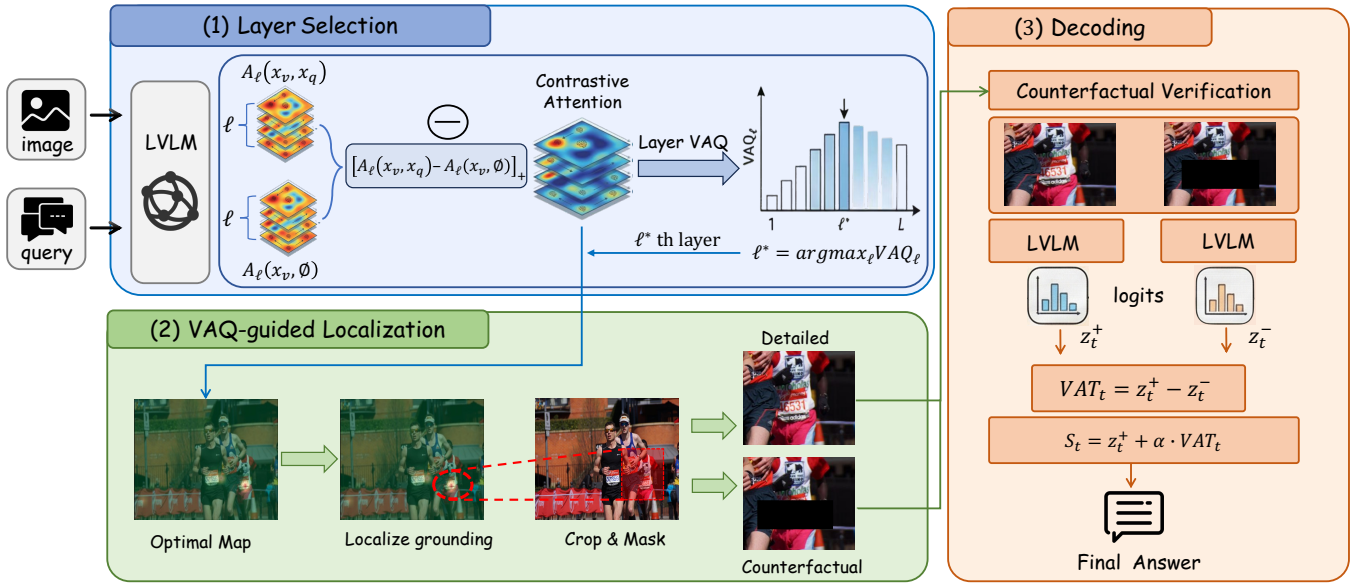 (1) Layer Selection
image
query
LVLM
A_ℓ(x_v, x_q)
ℓ
ℓ
A_ℓ(x_v, ∅)
[A_ℓ(x_v, x_q) − A_ℓ(x_v, ∅)]_+
Contrastive
Attention
Layer VAQ
VAQ_ℓ
1
ℓ*
L
ℓ* th layer
ℓ* = argmax_ℓ VAQ_ℓ
(2) VAQ-guided Localization
Optimal Map
Localize grounding
Crop & Mask
Detailed
Counterfactual
(3) Decoding
Counterfactual Verification
LVLM
LVLM
logits
z_t^+
z_t^-
VAT_t = z_t^+ − z_t^-
S_t = z_t^+ + α · VAT_t
Final Answer